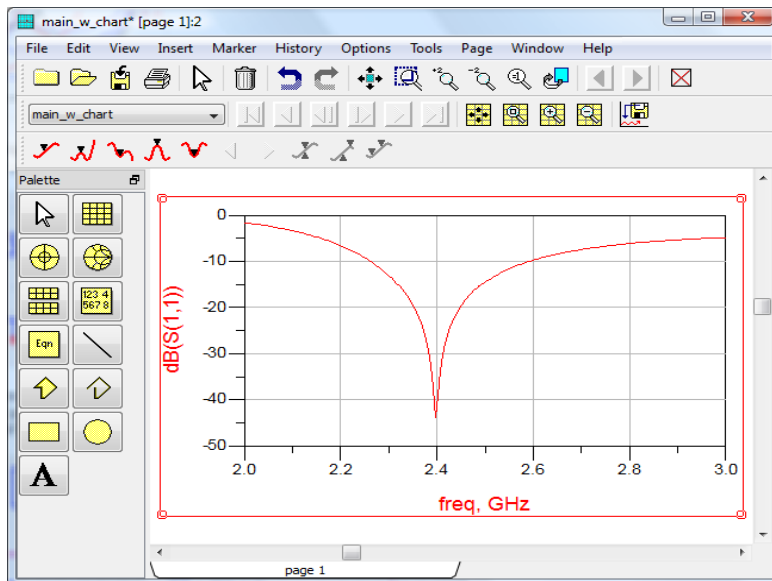 main_w_chart* [page 1]:2
File Edit View Insert Marker History Options Tools Page Window Help
main_w_chart
Palette
123 4
567 8
Eqn
A
dB(S(1,1))
0
-10
-20
-30
-40
-50
2.0 2.2 2.4 2.6 2.8 3.0
freq, GHz
page 1